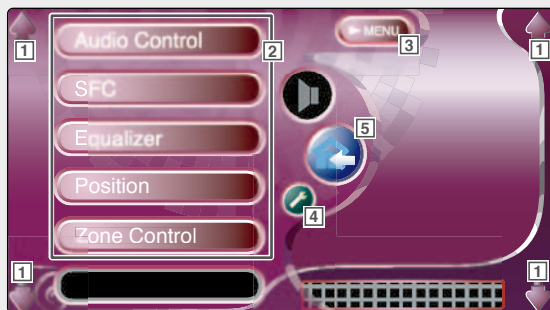 1
Audio Control
2
MENU
3
1
SFC
Equalizer
5
Position
4
Zone Control
1
1